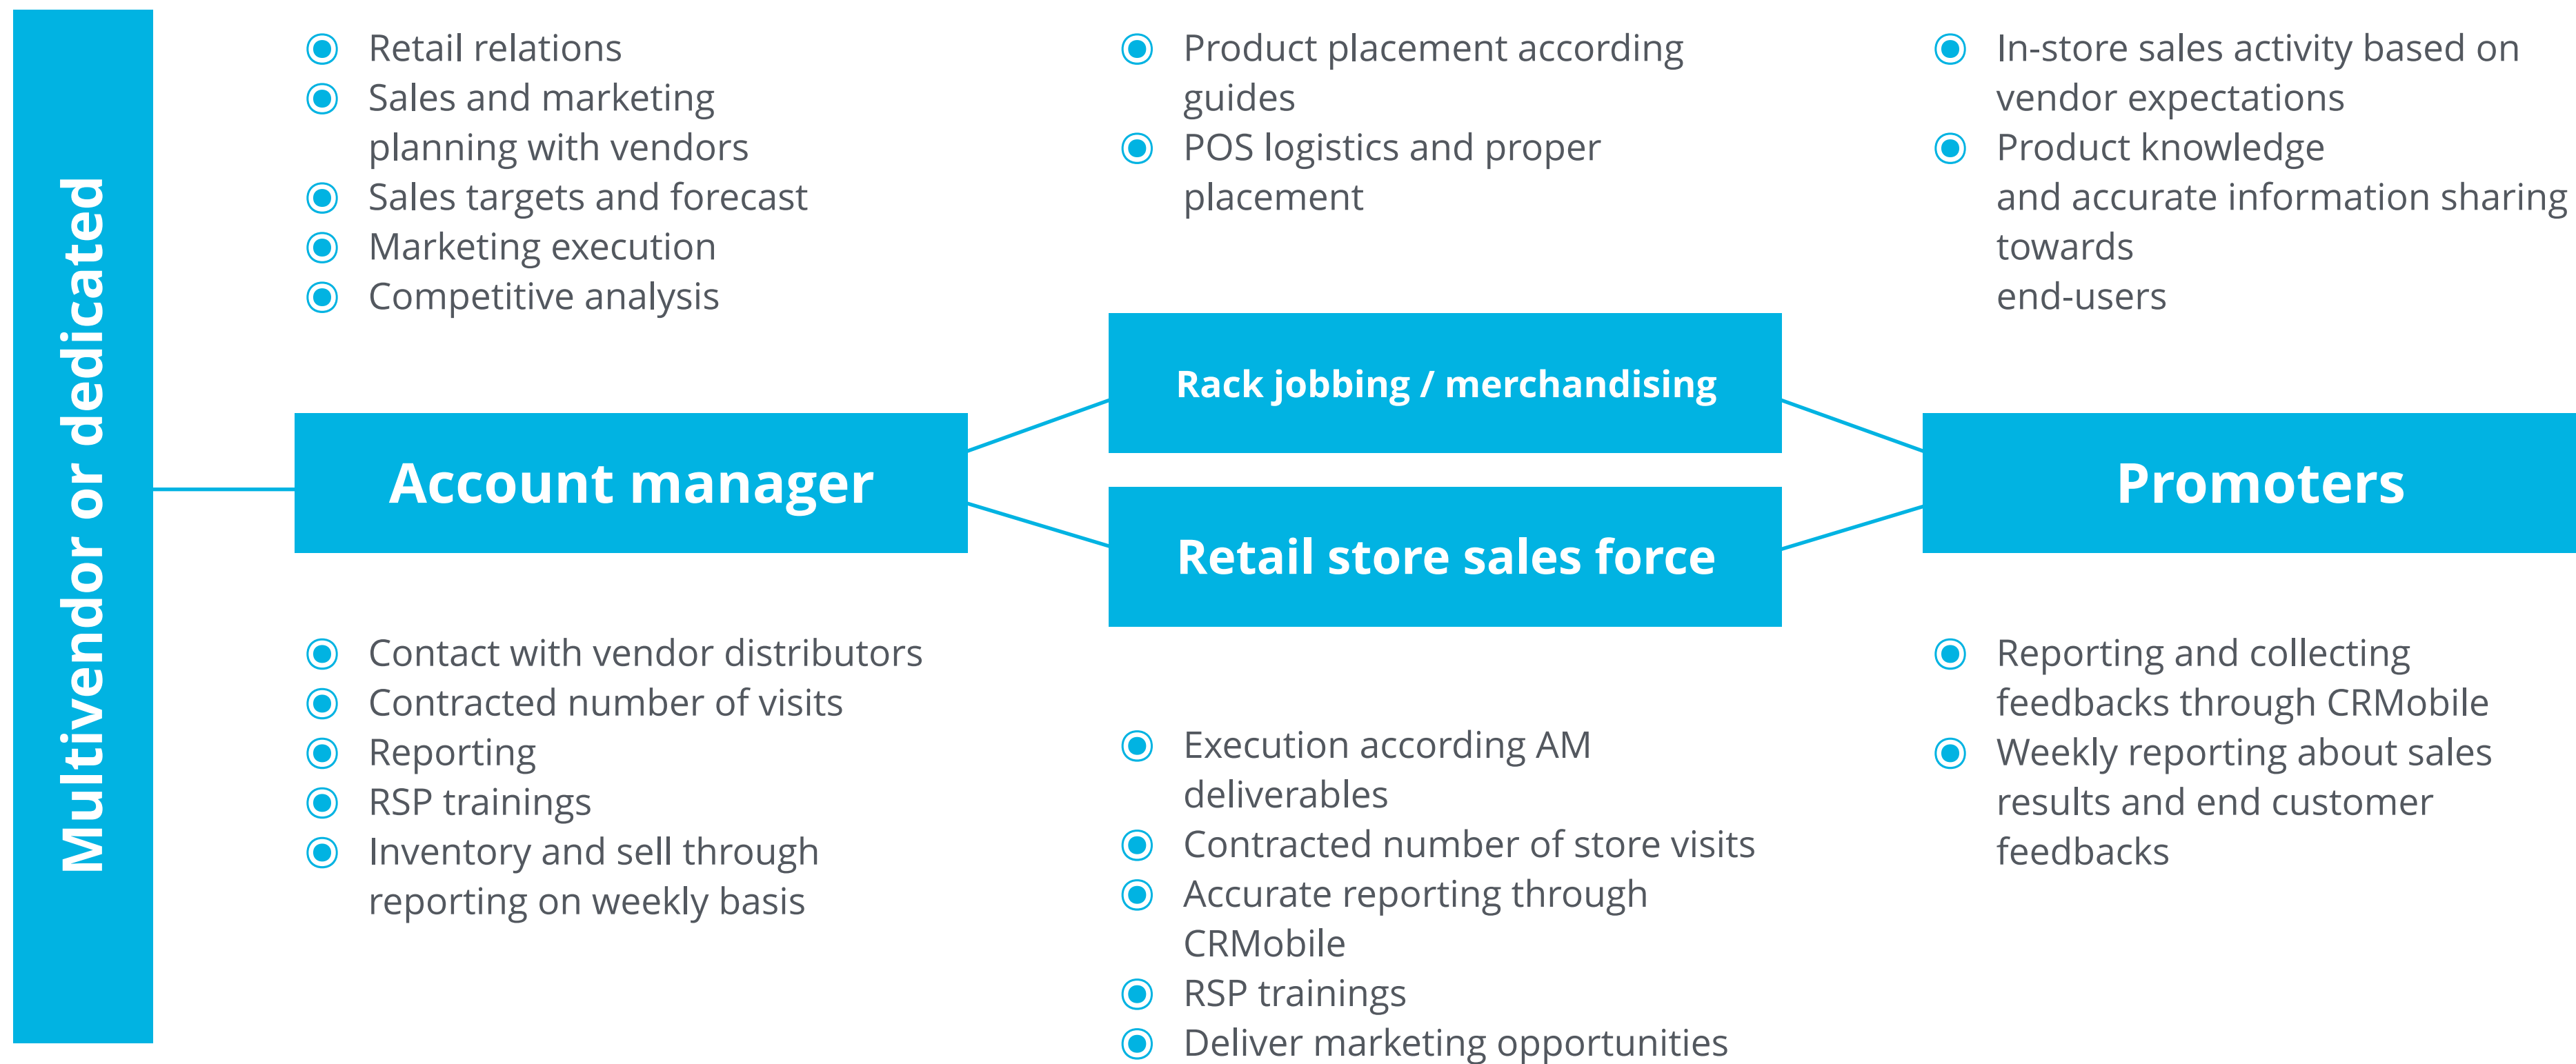 Multivendor or dedicated
Retail relations
Sales and marketing
planning with vendors
Sales targets and forecast
Marketing execution
Competitive analysis
Account manager
Contact with vendor distributors
Contracted number of visits
Reporting
RSP trainings
Inventory and sell through
reporting on weekly basis
Product placement according
guides
POS logistics and proper
placement
Rack jobbing / merchandising
Retail store sales force
Execution according AM
deliverables
Contracted number of store visits
Accurate reporting through
CRMobile
RSP trainings
Deliver marketing opportunities
In-store sales activity based on
vendor expectations
Product knowledge
and accurate information sharing
towards
end-users
Promoters
Reporting and collecting
feedbacks through CRMobile
Weekly reporting about sales
results and end customer
feedbacks